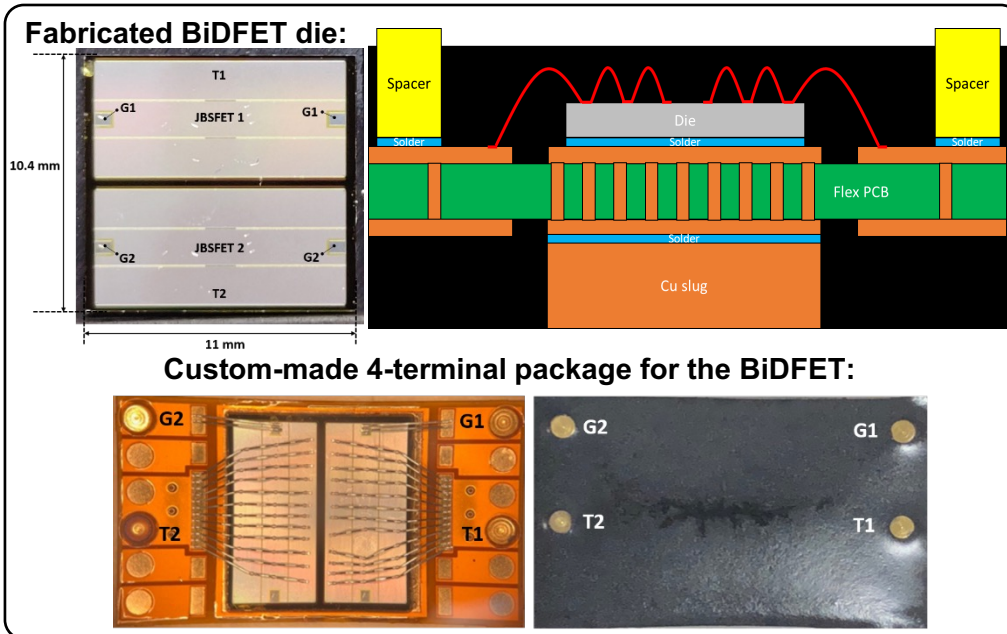 Fabricated BiDFET die:
T1
G1
G1
JBSFET 1
10.4 mm
JBSFET 2
G2
G2
T2
11 mm
Spacer
Spacer
Solder
Solder
Die
Solder
Flex PCB
Solder
Cu slug
Custom-made 4-terminal package for the BiDFET:
G2
G1
T2
T1
G2
G1
T2
T1